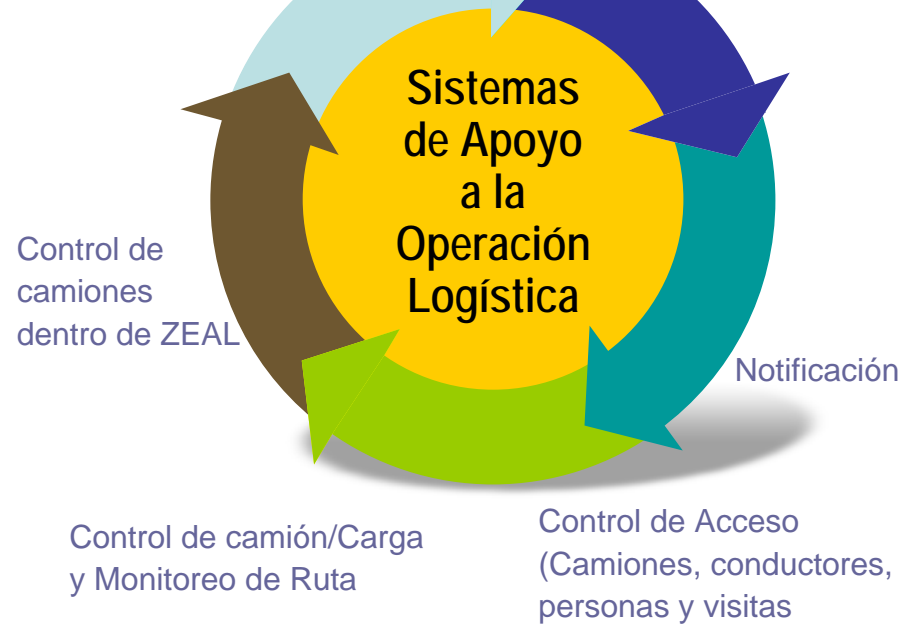 Sistemas
de Apoyo
a la
Operación
Logística
Control de
camiones
dentro de ZEAL
Notificación
Control de camión/Carga
y Monitoreo de Ruta
Control de Acceso
(Camiones, conductores,
personas y visitas